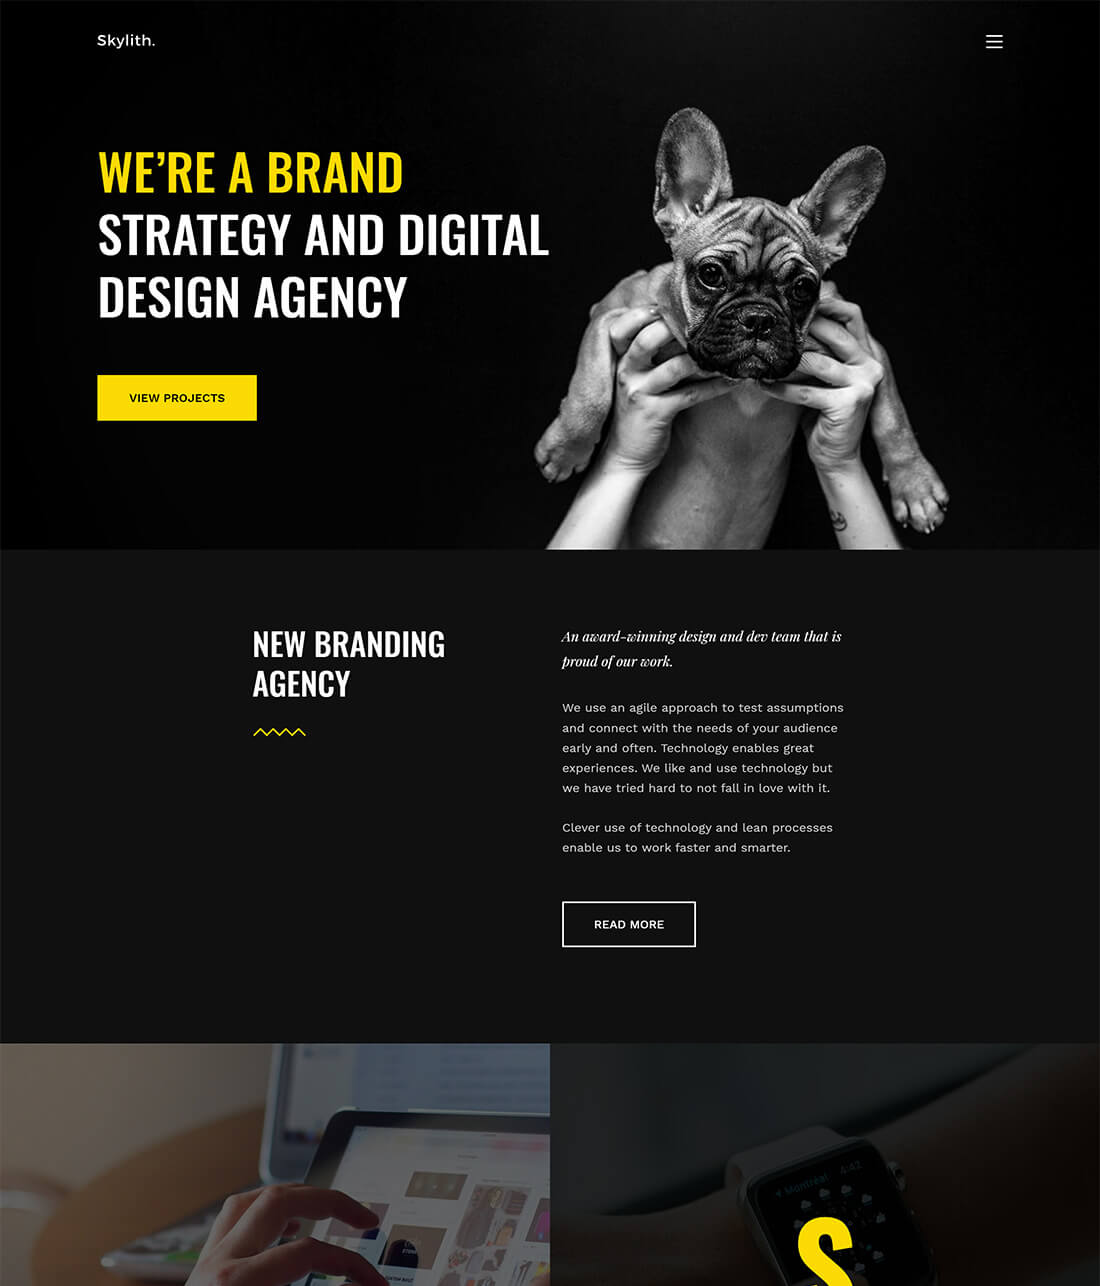 Skylith.
WE’RE A BRAND
STRATEGY AND DIGITAL
DESIGN AGENCY
VIEW PROJECTS
NEW BRANDING
AGENCY
An award-winning design and dev team that is
proud of our work.
We use an agile approach to test assumptions
and connect with the needs of your audience
early and often. Technology enables great
experiences. We like and use technology but
we have tried hard to not fall in love with it.
Clever use of technology and lean processes
enable us to work faster and smarter.
READ MORE
4:42
Montréal
S